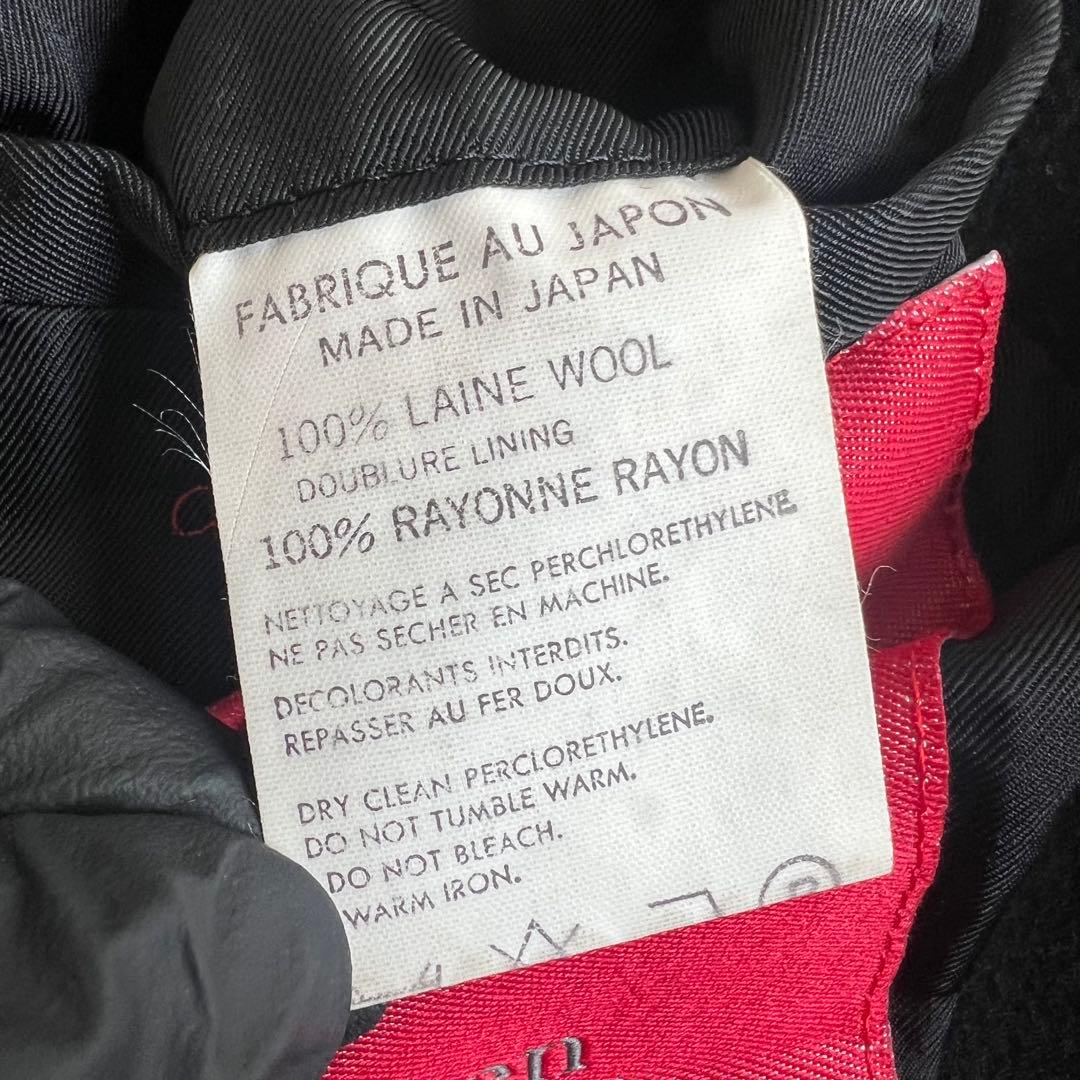 FABRIQUE AU JAPON
MADE IN JAPAN
100% LAINE WOOL
DOUBLURE LINING
100% RAYONNE RAYON
NETTOYAGE A SEC PERCHLORETHYLENE
NE PAS SECHER EN MACHINE.
DECOLORANTS INTERDITS.
REPASSER AU FER DOUX.
DRY CLEAN PERCLORETHYLENE.
DO NOT TUMBLE WARM.
DO NOT BLEACH.
WARM IRON.